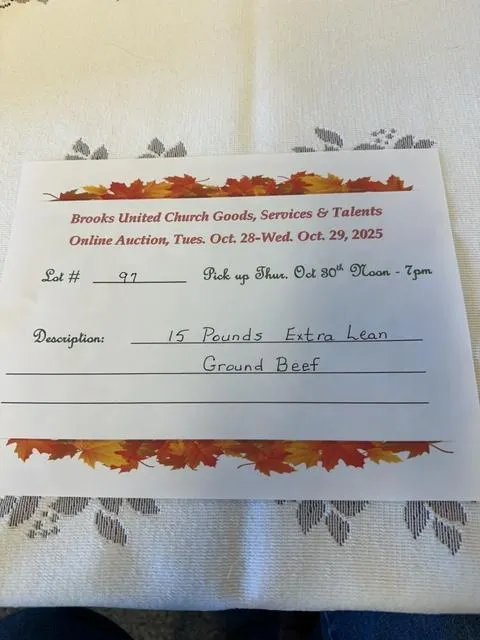 Brooks United Church Goods, Services & Talents
Online Auction, Tues. Oct. 28-Wed. Oct. 29, 2025
Lot # 97 Pick up Thur. Oct 30th Noon - 7pm
Description: 15 Pounds Extra Lean
Ground Beef